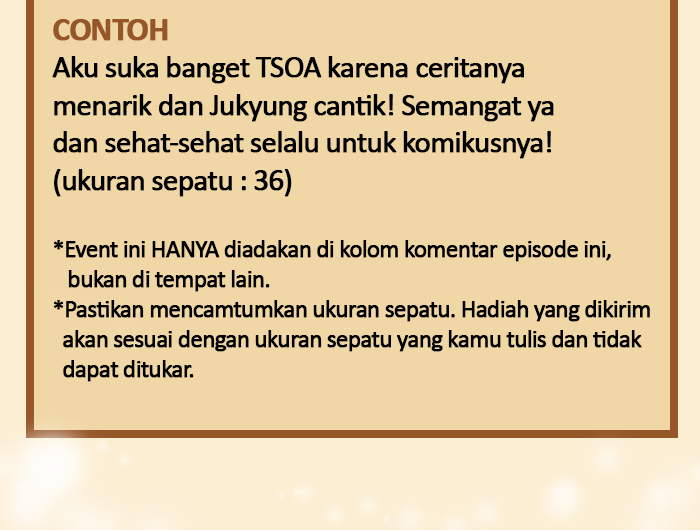 CONTOH
Aku suka banget TSOA karena ceritanya
menarik dan Jukyung cantik! Semangat ya
dan sehat-sehat selalu untuk komikusnya!
(ukuran sepatu : 36)
*Event ini HANYA diadakan di kolom komentar episode ini,
bukan di tempat lain.
*Pastikan mencamtumkan ukuran sepatu. Hadiah yang dikirim
akan sesuai dengan ukuran sepatu yang kamu tulis dan tidak
dapat ditukar.